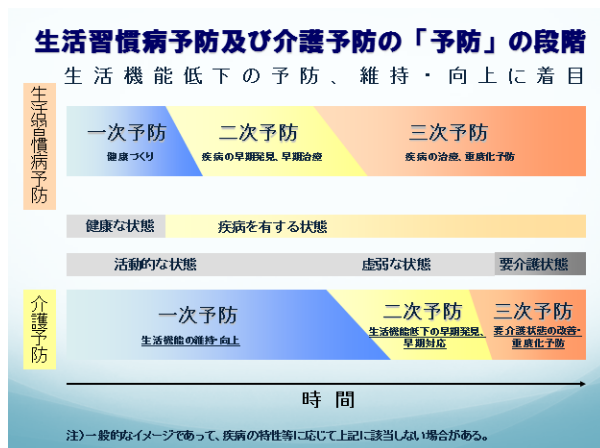 生活習慣病予防及び介護予防の「予防」の段階
生活機能低下の予防、維持・向上に着目
生活習慣病予防
一次予防
健康づくり
二次予防
疾病の早期発見、早期治療
三次予防
疾病の治療、重度化予防
健康な状態
疾病を有する状態
活動的な状態
虚弱な状態
要介護状態
介護予防
一次予防
生活機能の維持・向上
二次予防
生活機能低下の早期発見、
早期対応
三次予防
要介護状態の改善・
重度化予防
時間
注)一般的なイメージであって、疾病の特性等に応じて上記に該当しない場合がある。